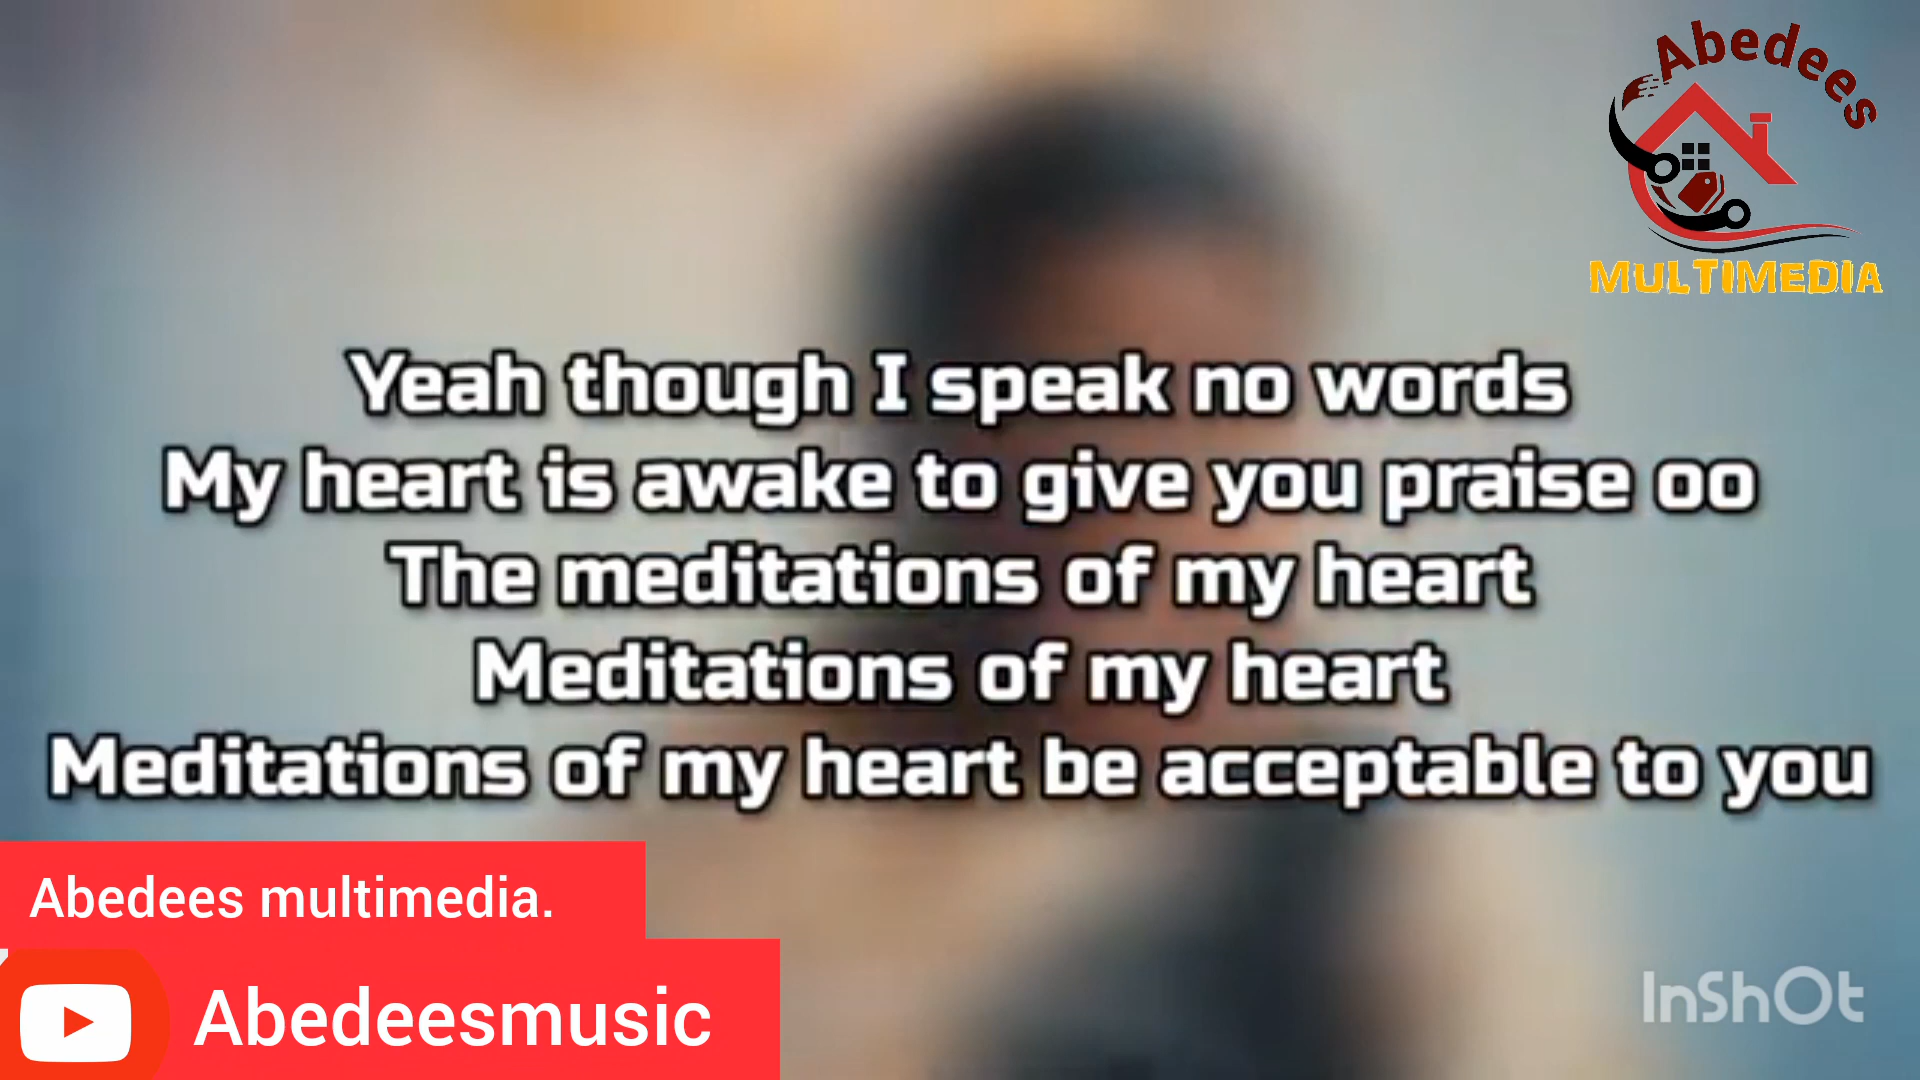 Abedees
MULTIMEDIA
Yeah though I speak no words
My heart is awake to give you praise oo
The meditations of my heart
Meditations of my heart
Meditations of my heart be acceptable to you
Abedees multimedia.
Abedeesmusic
InShOt